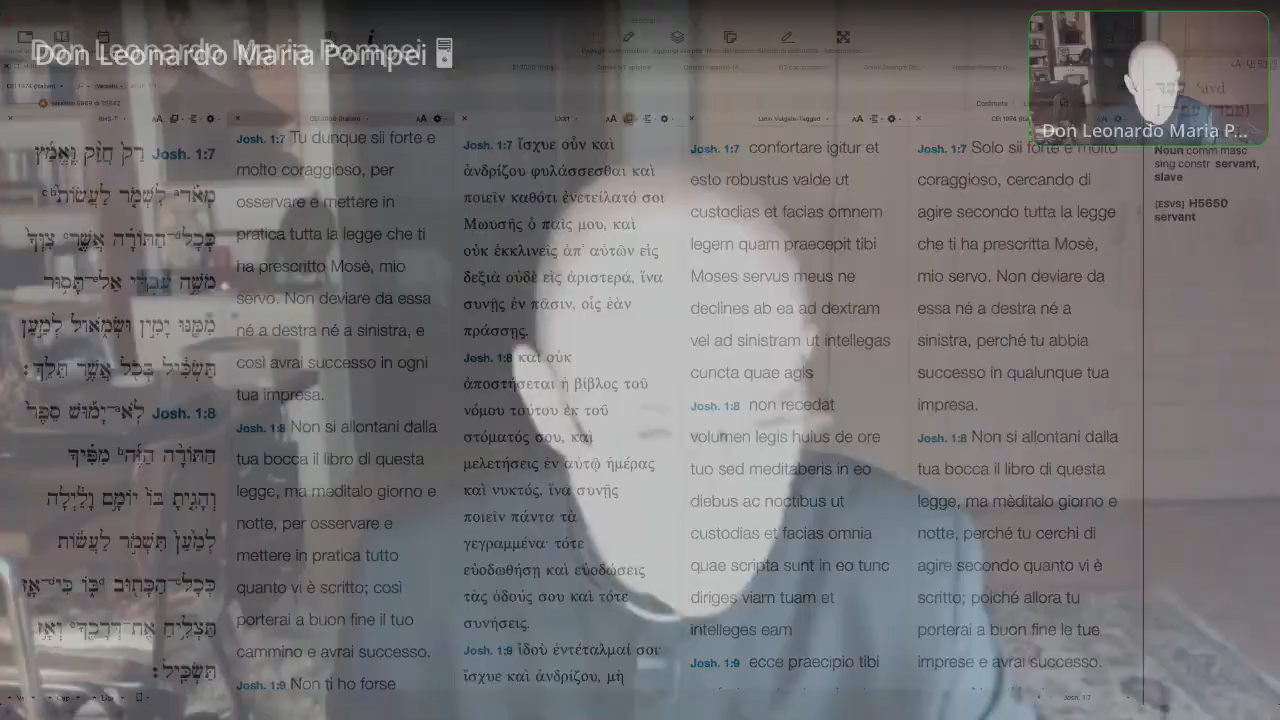 Don Leonardo Maria Pompei
Don Leonardo Maria P...
Josh. 1:7 רַק֩ חֲזַ֨ק וֶֽאֱמַ֜ץ
מְאֹ֗ד לִשְׁמֹ֤ר לַעֲשׂוֹת֙
כְּכָל־הַתּוֹרָ֗ה אֲשֶׁ֤ר צִוְּךָ֙
מֹשֶׁ֣ה עַבְדִּ֔י אַל־תָּס֥וּר
מִמֶּ֖נּוּ יָמִ֣ין וּשְׂמֹ֑אול לְמַ֣עַן
תַּשְׂכִּ֔יל בְּכֹ֖ל אֲשֶׁ֥ר תֵּלֵֽךְ׃
Josh. 1:8 לֹֽא־יָמ֡וּשׁ סֵפֶר֩
הַתּוֹרָ֨ה הַזֶּ֜ה מִפִּ֗יךָ
וְהָגִ֤יתָ בּוֹ֙ יוֹמָ֣ם וָלַ֔יְלָה
לְמַ֙עַן֙ תִּשְׁמֹ֣ר לַעֲשׂ֔וֹת
כְּכָל־הַכָּת֖וּב בּ֑וֹ כִּי־אָ֛ז
תַּצְלִ֥יחַ אֶת־דְּרָכֶ֖ךָ וְאָ֥ז
תַּשְׂכִּֽיל׃
Josh. 1:7 Tu dunque sii forte e
molto coraggioso, per
osservare e mettere in
pratica tutta la legge che ti
ha prescritto Mosè, mio
servo. Non deviare da essa
né a destra né a sinistra, e
così avrai successo in ogni
tua impresa.
Josh. 1:8 Non si allontani dalla
tua bocca il libro di questa
legge, ma meditalo giorno e
notte, per osservare e
mettere in pratica tutto
quanto vi è scritto; così
porterai a buon fine il tuo
cammino e avrai successo.
Josh. 1:9 Non ti ho forse
Josh. 1:7 ἴσχυε οὖν καὶ
ἀνδρίζου φυλάσσεσθαι καὶ
ποιεῖν καθότι ἐνετείλατό σοι
Μωυσῆς ὁ παῖς μου, καὶ
οὐκ ἐκκλινεῖς ἀπ᾽ αὐτῶν εἰς
δεξιὰ οὐδὲ εἰς ἀριστερά, ἵνα
συνῇς ἐν πᾶσιν, οἷς ἐὰν
πράσσῃς.
Josh. 1:8 καὶ οὐκ
ἀποστήσεται ἡ βίβλος τοῦ
νόμου τούτου ἐκ τοῦ
στόματός σου, καὶ
μελετήσεις ἐν αὐτῷ ἡμέρας
καὶ νυκτός, ἵνα συνῇς
ποιεῖν πάντα τὰ
γεγραμμένα· τότε
εὐοδωθήσῃ καὶ εὐοδώσεις
τὰς ὁδούς σου καὶ τότε
συνήσεις.
Josh. 1:9 ἰδοὺ ἐντέταλμαί σοι·
ἴσχυε καὶ ἀνδρίζου, μὴ
Josh. 1:7 confortare igitur et
esto robustus valde ut
custodias et facias omnem
legem quam praecepit tibi
Moses servus meus ne
declines ab ea ad dextram
vel ad sinistram ut intellegas
cuncta quae agis
Josh. 1:8 non recedat
volumen legis huius de ore
tuo sed meditaberis in eo
diebus ac noctibus ut
custodias et facias omnia
quae scripta sunt in eo tunc
diriges viam tuam et
intelleges eam
Josh. 1:9 ecce praecipio tibi
Josh. 1:7 Solo sii forte e molto
coraggioso, cercando di
agire secondo tutta la legge
che ti ha prescritta Mosè,
mio servo. Non deviare da
essa né a destra né a
sinistra, perché tu abbia
successo in qualunque tua
impresa.
Josh. 1:8 Non si allontani dalla
tua bocca il libro di questa
legge, ma mèditalo giorno e
notte, perché tu cerchi di
agire secondo quanto vi è
scritto; poiché allora tu
porterai a buon fine le tue
imprese e avrai successo.
Noun comm masc
sing constr servant,
slave
[ESVS] H5650
servant
Josh. 1:7